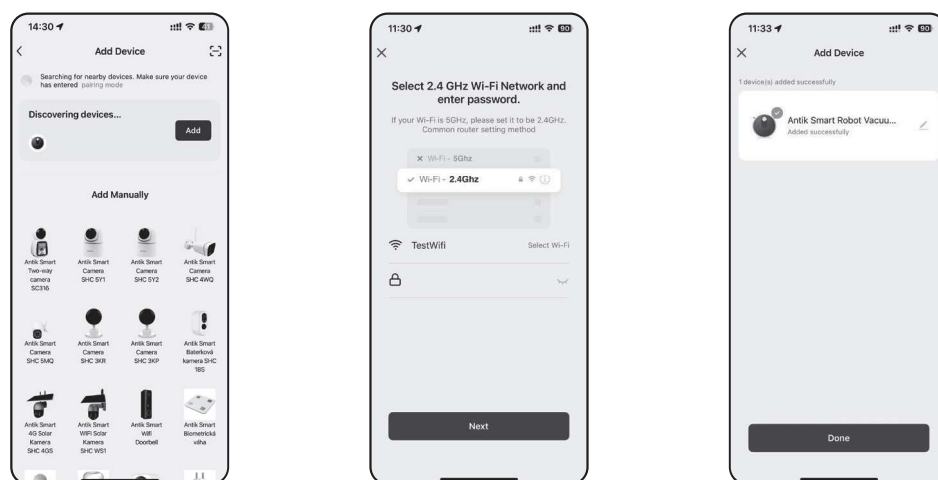 14:30
41
Add Device
Searching for nearby devices. Make sure your device
has entered pairing mode
Discovering devices...
Add
Add Manually
Antik Smart
Two-way
camera
SC316
Antik Smart
Camera
SHC 5Y1
Antik Smart
Camera
SHC 5Y2
Antik Smart
Camera
SHC 4WQ
Antik Smart
Camera
SHC 5MQ
Antik Smart
Camera
SHC 3KR
Antik Smart
Camera
SHC 3KP
Antik Smart
Baterková
kamera SHC
1BS
Antik Smart
4G Solar
Kamera
SHC 4GS
Antik Smart
WIFI Solar
Kamera
SHC WS1
Antik Smart
Wifi
Doorbell
Antik Smart
Biometrická
váha
11:30
90
Select 2.4 GHz Wi-Fi Network and
enter password.
If your Wi-Fi is 5GHz, please set it to be 2.4GHz.
Common router setting method
Wi-Fi - 5Ghz
Wi-Fi - 2.4Ghz
TestWifi
Select Wi-Fi
Next
11:33
90
Add Device
1 device(s) added successfully
Antik Smart Robot Vacuu...
Added successfully
Done